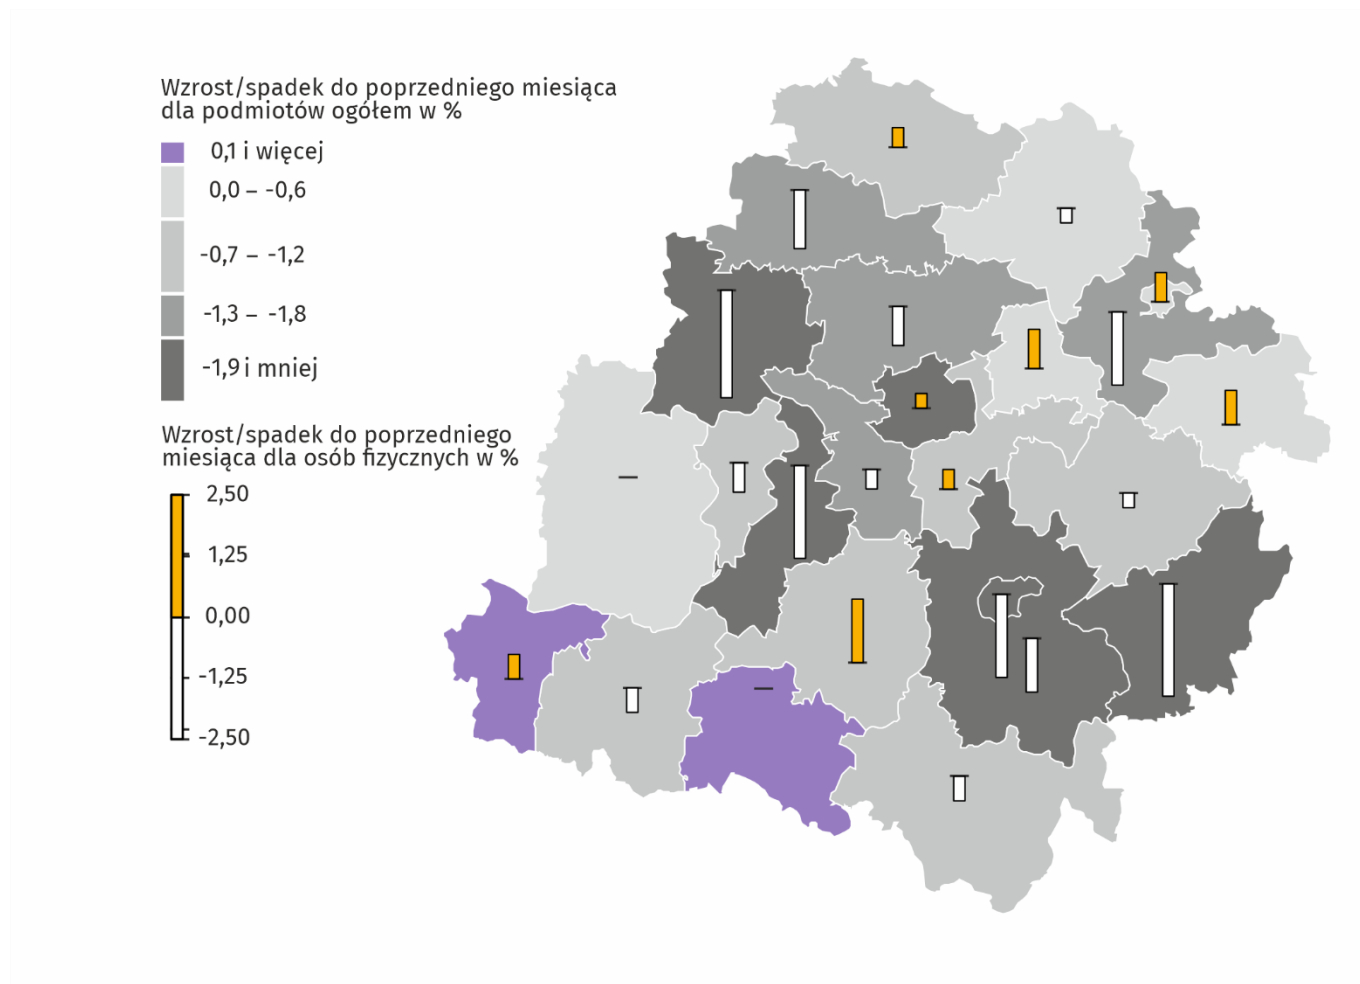 Wzrost/spadek do poprzedniego miesiąca
dla podmiotów ogółem w %
0,1 i więcej
0,0 – -0,6
-0,7 – -1,2
-1,3 – -1,8
-1,9 i mniej
Wzrost/spadek do poprzedniego
miesiąca dla osób fizycznych w %
2,50
1,25
0,00
-1,25
-2,50